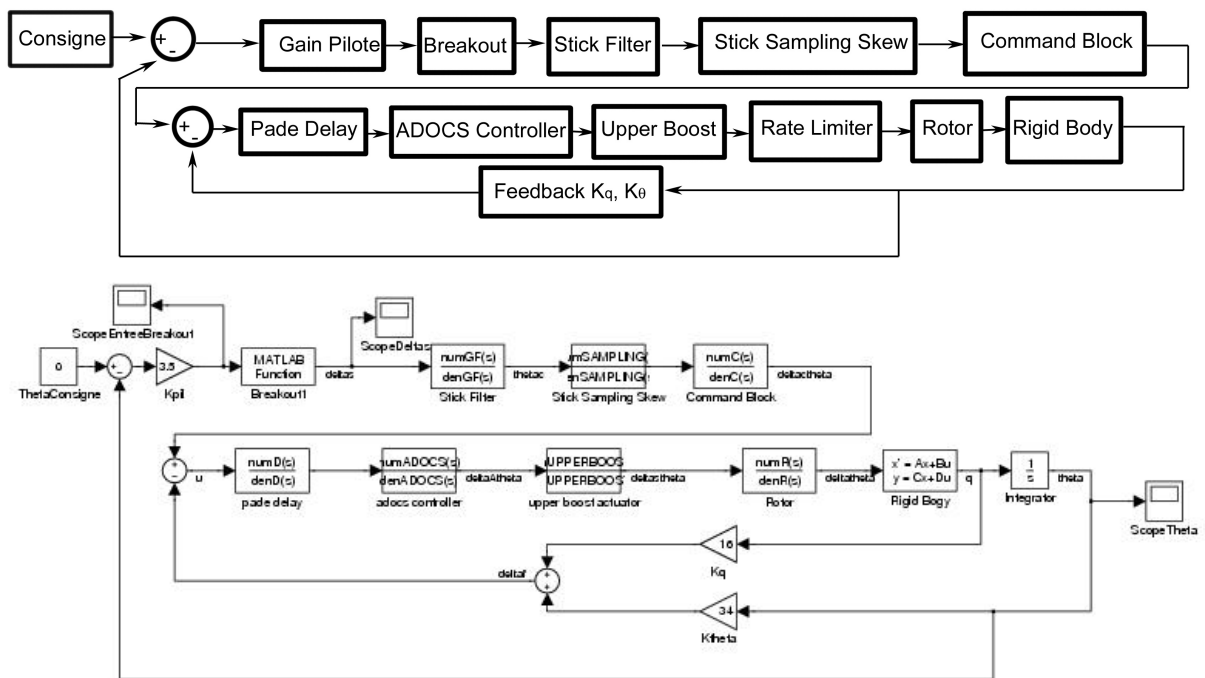 Consigne
+
-
Gain Pilote
Breakout
Stick Filter
Stick Sampling Skew
Command Block
+
-
Pade Delay
ADOCS Controller
Upper Boost
Rate Limiter
Rotor
Rigid Body
Feedback Kq, Kθ
ScopeEntreeBreakout
ScopeDeltas
0
ThetaConsigne
+
-
3.5
Kpil
MATLAB
Function
Breakout1
deltas
numGF(s)
denGF(s)
Stick Filter
thetac
umSAMPLING(
enSAMPLING(
Stick Sampling Skew
numC(s)
denC(s)
Command Block
deltactheta
+
-
u
numD(s)
denD(s)
pade delay
numADOCS(s)
denADOCS(s)
adocs controller
deltaAtheta
UPPERBOOS
UPPERBOOS
upper boost actuator
deltastheta
numR(s)
denR(s)
Rotor
deltatheta
x' = Ax+Bu
y = Cx+Du
Rigid Bogy
q
1
s
Integrator
theta
ScopeTheta
16
Kq
deltaf
+
+
34
Ktheta